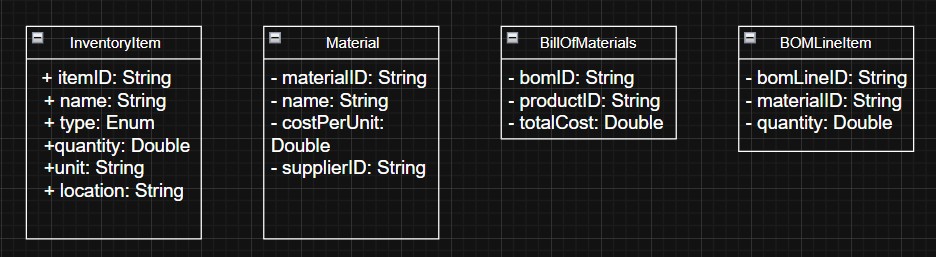 InventoryItem
+ itemID: String
+ name: String
+ type: Enum
+quantity: Double
+unit: String
+ location: String
Material
- materialID: String
- name: String
- costPerUnit:
Double
- supplierID: String
BillOfMaterials
- bomID: String
- productID: String
- totalCost: Double
BOMLineItem
- bomLineID: String
- materialID: String
- quantity: Double